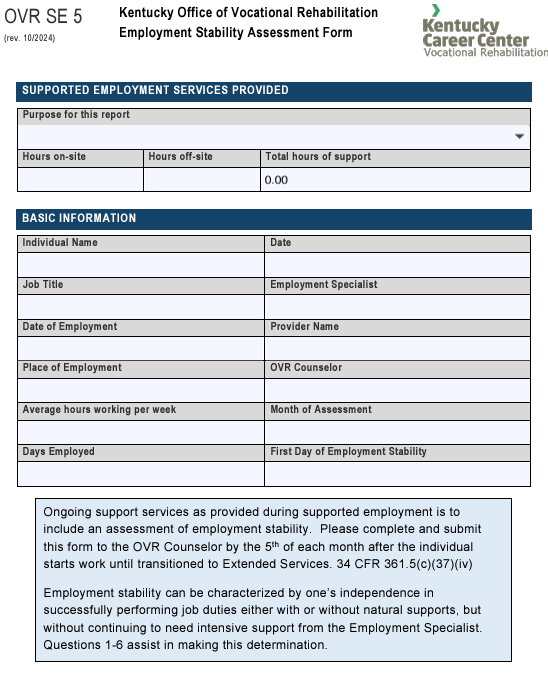 OVR SE 5
(rev. 10/2024)
Kentucky Office of Vocational Rehabilitation
Employment Stability Assessment Form
Kentucky
Career Center
Vocational Rehabilitation
SUPPORTED EMPLOYMENT SERVICES PROVIDED
Purpose for this report
Hours on-site Hours off-site Total hours of support
0.00
BASIC INFORMATION
Individual Name Date
Job Title Employment Specialist
Date of Employment Provider Name
Place of Employment OVR Counselor
Average hours working per week Month of Assessment
Days Employed First Day of Employment Stability
Ongoing support services as provided during supported employment is to
include an assessment of employment stability. Please complete and submit
this form to the OVR Counselor by the 5th of each month after the individual
starts work until transitioned to Extended Services. 34 CFR 361.5(c)(37)(iv)
Employment stability can be characterized by one's independence in
successfully performing job duties either with or without natural supports, but
without continuing to need intensive support from the Employment Specialist.
Questions 1-6 assist in making this determination.